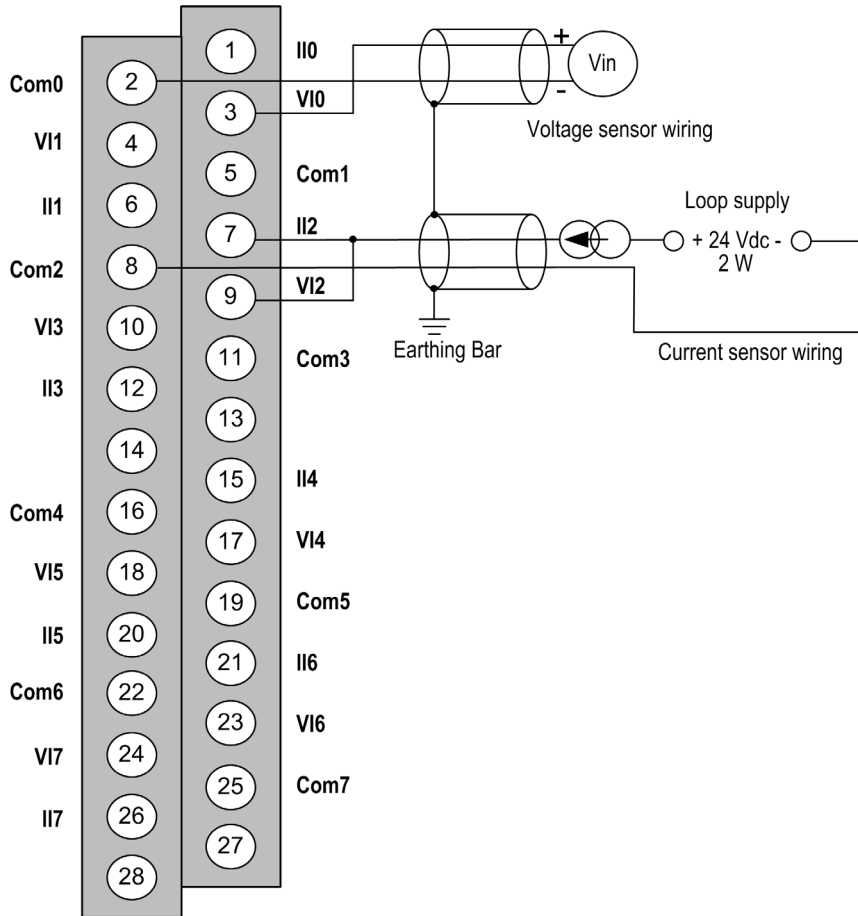 1 II0
Com0 2
3 VI0
+
Vin
-
Voltage sensor wiring
VI1 4
5 Com1
II1 6
7 II2
Loop supply
+ 24 Vdc -
2 W
Com2 8
9 VI2
Earthing Bar
Current sensor wiring
VI3 10
11 Com3
II3 12
13
14
15 II4
Com4 16
17 VI4
VI5 18
19 Com5
II5 20
21 II6
Com6 22
23 VI6
VI7 24
25 Com7
II7 26
27
28